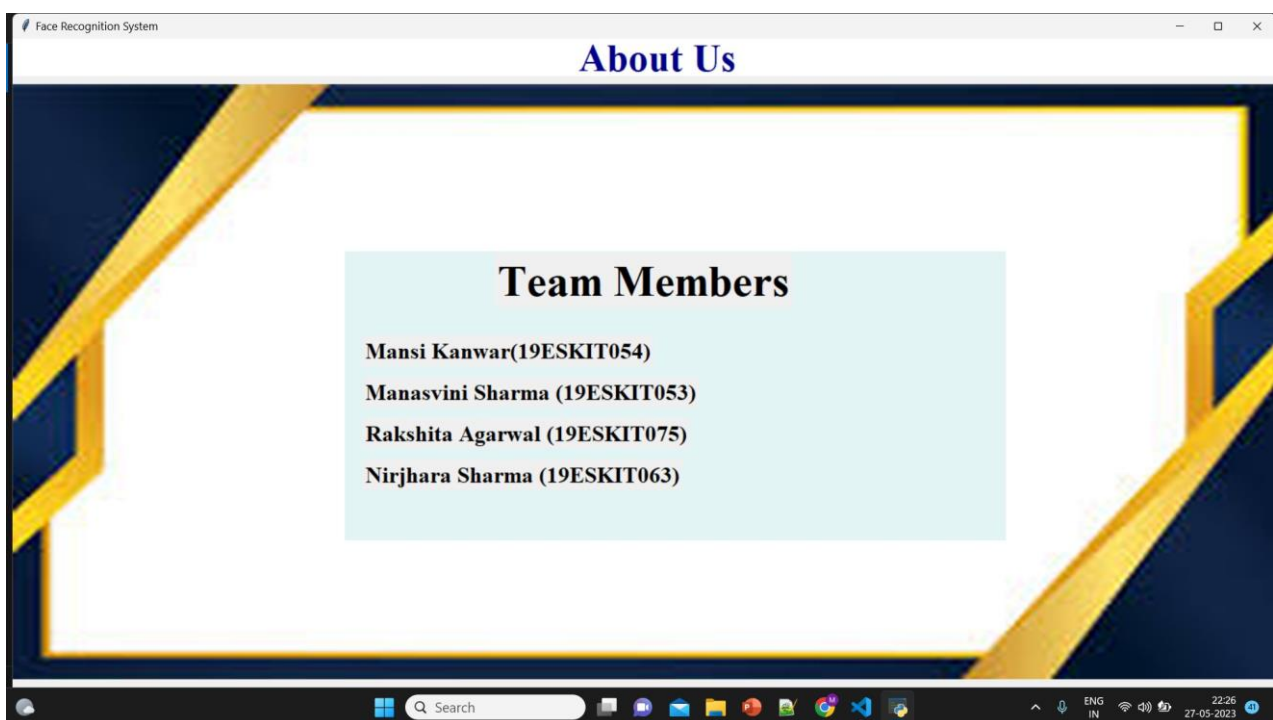 Face Recognition System
About Us
Team Members
Mansi Kanwar(19ESKIT054)
Manasvini Sharma (19ESKIT053)
Rakshita Agarwal (19ESKIT075)
Nirjhara Sharma (19ESKIT063)
Search
ENG
IN
22:26
27-05-2023
41